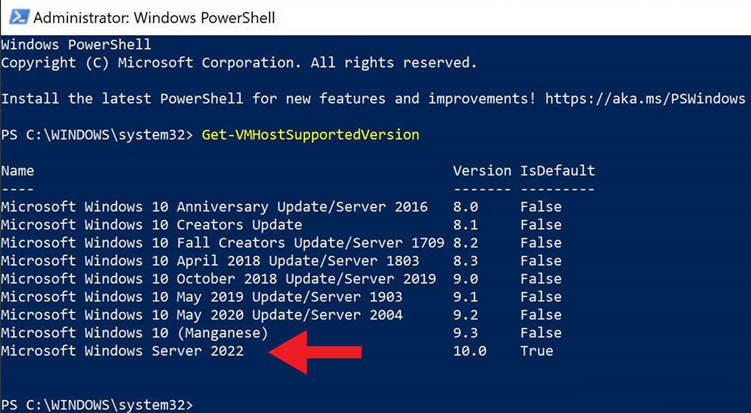 Administrator: Windows PowerShell
Windows PowerShell
Copyright (C) Microsoft Corporation. All rights reserved.
Install the latest PowerShell for new features and improvements! https://aka.ms/PSWindows
PS C:\WINDOWS\system32> Get-VMHostSupportedVersion
Name Version IsDefault
---- ------- ---------
Microsoft Windows 10 Anniversary Update/Server 2016 8.0 False
Microsoft Windows 10 Creators Update 8.1 False
Microsoft Windows 10 Fall Creators Update/Server 1709 8.2 False
Microsoft Windows 10 April 2018 Update/Server 1803 8.3 False
Microsoft Windows 10 October 2018 Update/Server 2019 9.0 False
Microsoft Windows 10 May 2019 Update/Server 1903 9.1 False
Microsoft Windows 10 May 2020 Update/Server 2004 9.2 False
Microsoft Windows 10 (Manganese) 9.3 False
Microsoft Windows Server 2022 10.0 True
PS C:\WINDOWS\system32>